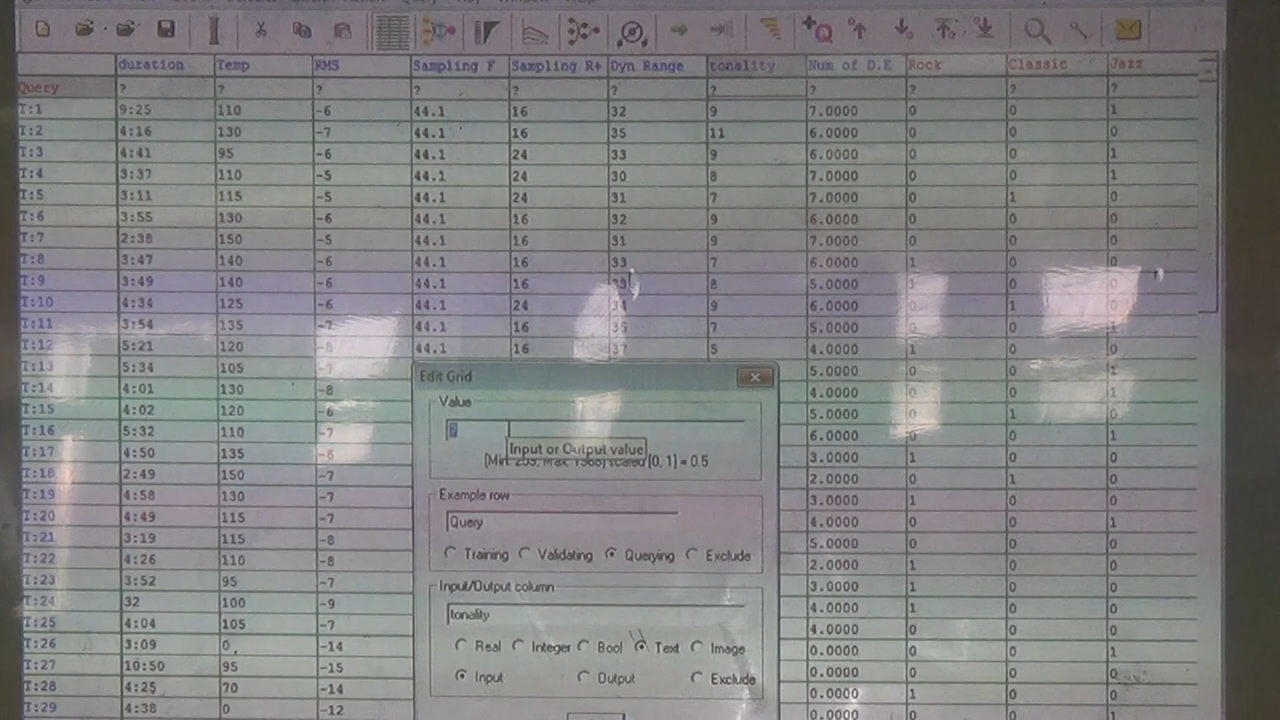 duration Temp RMS Sampling F Sampling R+ Dyn Range tonality Num of D.E Rock Classic Jazz
Query ? ? ? ? ? ? ? ? ? ? ?
T:1 9:25 110 -6 44.1 16 32 9 7.0000 0 0 1
T:2 4:16 130 -7 44.1 16 35 11 6.0000 0 0 0
T:3 4:41 95 -6 44.1 24 33 9 6.0000 0 0 1
T:4 3:37 110 -5 44.1 24 30 8 7.0000 0 0 1
T:5 3:11 115 -5 44.1 24 31 7 7.0000 0 1 0
T:6 3:55 130 -6 44.1 16 32 9 6.0000 0 0 0
T:7 2:38 150 -5 44.1 16 31 9 7.0000 0 0 0
T:8 3:47 140 -6 44.1 16 33 7 6.0000 1 0 0
T:9 3:49 140 -6 44.1 16 33 8 5.0000 1 0
T:10 4:34 125 -6 44.1 24 34 9 6.0000 0 1
T:11 3:54 135 -7 44.1 16 7 5.0000 0 0 1
T:12 5:21 120 44.1 16 37 5 4.0000 1 0 0
T:13 5:34 105 5.0000 0 0 1
T:14 4:01 130 -8 4.0000 0 0
T:15 4:02 120 -6 5.0000 0 1 0
T:16 5:32 110 -7 6.0000 0 0 1
T:17 4:50 135 -6 3.0000 1 0 0
T:18 2:49 150 -7 2.0000 0 1 0
T:19 4:58 130 -7 3.0000 1 0 0
T:20 4:49 115 -7 4.0000 0 0 1
T:21 3:19 115 -8 5.0000 0 0 0
T:22 4:26 110 -8 2.0000 1 0 0
T:23 3:52 95 -7 3.0000 1 0 0
T:24 32 100 -9 4.0000 1 0 0
T:25 4:04 105 -7 4.0000 0 0 0
T:26 3:09 0 -14 0.0000 0 0 1
T:27 10:50 95 -15 0.0000 0 0 0
T:28 4:25 70 -14 0.0000 1 0 0
T:29 4:38 0 -12 0.0000 0 0 1
Edit Grid
Value
?
Input or Output value
scaled [0, 1] = 0.5
Example row
Query
Training Validating Querying Exclude
Input/Output column
tonality
Real Integer Bool Text Image
Input Output Exclude